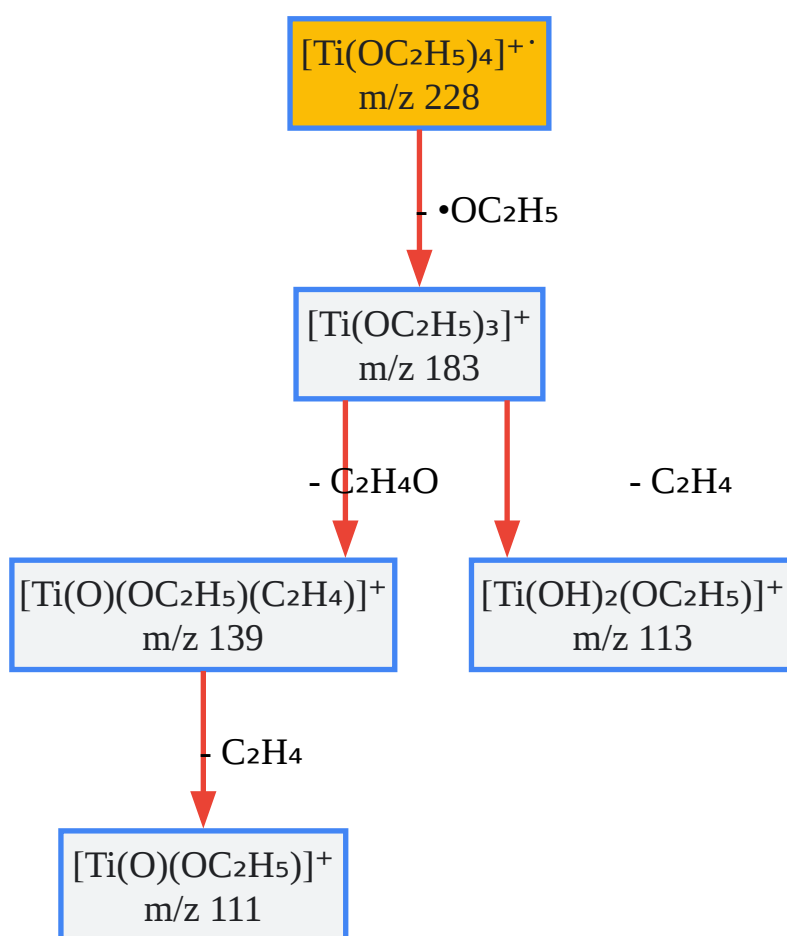 [Ti(OC₂H₅)₄]⁺˙
m/z 228
- •OC₂H₅
[Ti(OC₂H₅)₃]⁺
m/z 183
- C₂H₄O
- C₂H₄
[Ti(O)(OC₂H₅)(C₂H₄)]⁺
m/z 139
[Ti(OH)₂(OC₂H₅)]⁺
m/z 113
- C₂H₄
[Ti(O)(OC₂H₅)]⁺
m/z 111